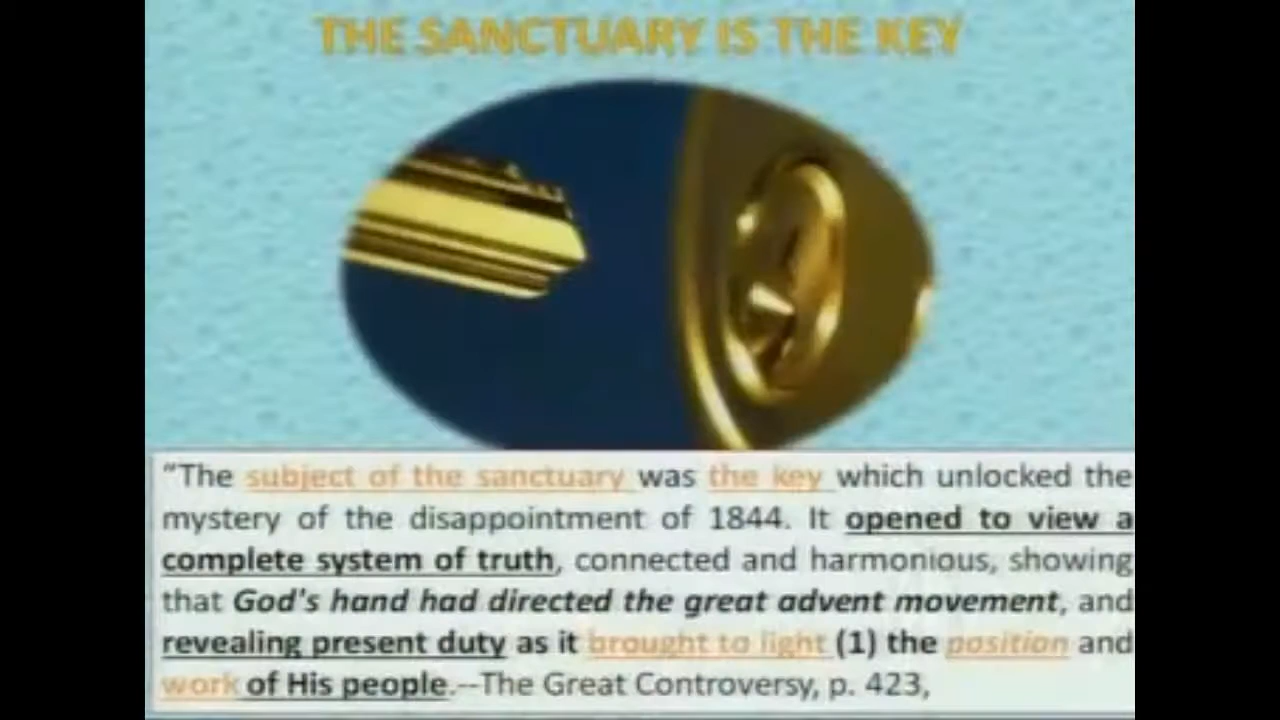 THE SANCTUARY IS THE KEY
“The subject of the sanctuary was the key which unlocked the
mystery of the disappointment of 1844. It opened to view a
complete system of truth, connected and harmonious, showing
that God's hand had directed the great advent movement, and
revealing present duty as it brought to light (1) the position and
work of His people.--The Great Controversy, p. 423,